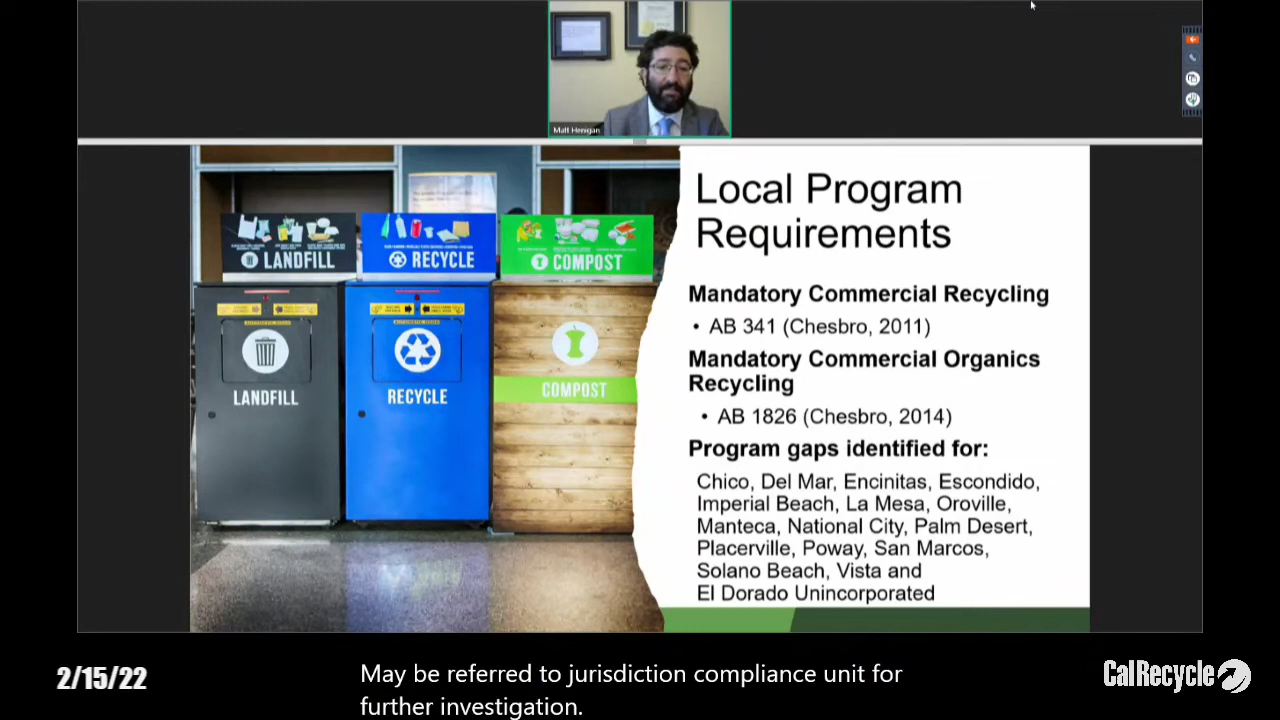 Matt Henigan
LANDFILL
RECYCLE
COMPOST
LANDFILL
RECYCLE
COMPOST
Local Program
Requirements
Mandatory Commercial Recycling
• AB 341 (Chesbro, 2011)
Mandatory Commercial Organics
Recycling
• AB 1826 (Chesbro, 2014)
Program gaps identified for:
Chico, Del Mar, Encinitas, Escondido,
Imperial Beach, La Mesa, Oroville,
Manteca, National City, Palm Desert,
Placerville, Poway, San Marcos,
Solano Beach, Vista and
El Dorado Unincorporated
2/15/22
May be referred to jurisdiction compliance unit for
further investigation.
CalRecycle